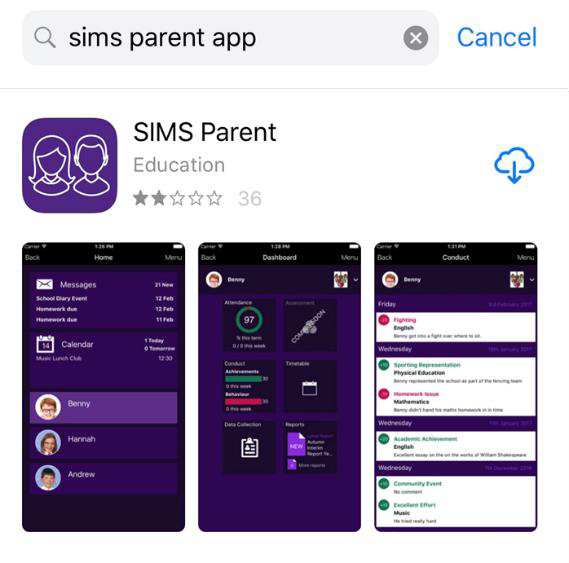 sims parent app
Cancel
SIMS Parent
Education
36
Carrier 1:26 PM
Back Home Menu
Messages 21 New
School Diary Event 12 Feb
Homework due 12 Feb
Homework due 11 Feb
14 Calendar 1 Today
0 Tomorrow
Music Lunch Club 12:30
Benny
Hannah
Andrew
Carrier 1:28 PM
Back Dashboard Menu
Benny
Attendance
97
% this term
0 / 0 this week
Assessment
COMING SOON
Conduct
Achievements
30
0 this week
Behaviour
30
0 this week
Timetable
Data Collection
Reports
NEW
Latest Report
Autumn
Interim
Report Ye...
More reports
Carrier 1:31 PM
Back Conduct Menu
Benny
Friday 3rd February 2017
Fighting
English
Benny got into a fight over where to sit.
Wednesday
Sporting Representation
Physical Education
Benny represented the school as part of the fencing team
Homework Issue
Mathematics
Benny didn't hand his maths homework in in time
Wednesday
Academic Achievement
English
Excellent essay on the on the works of William Shakespeare
Wednesday
Community Event
No comment
Excellent Effort
Music
He tried really hard